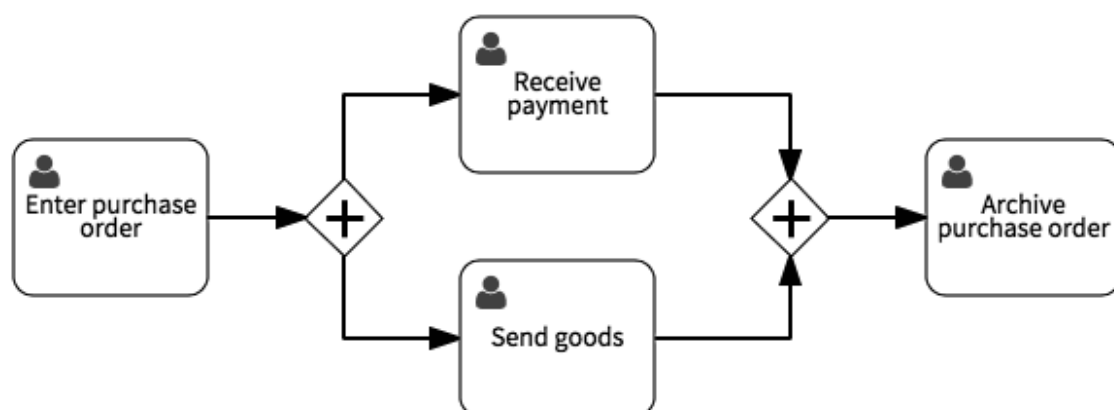 Enter purchase
order
Receive
payment
Send goods
Archive
purchase order